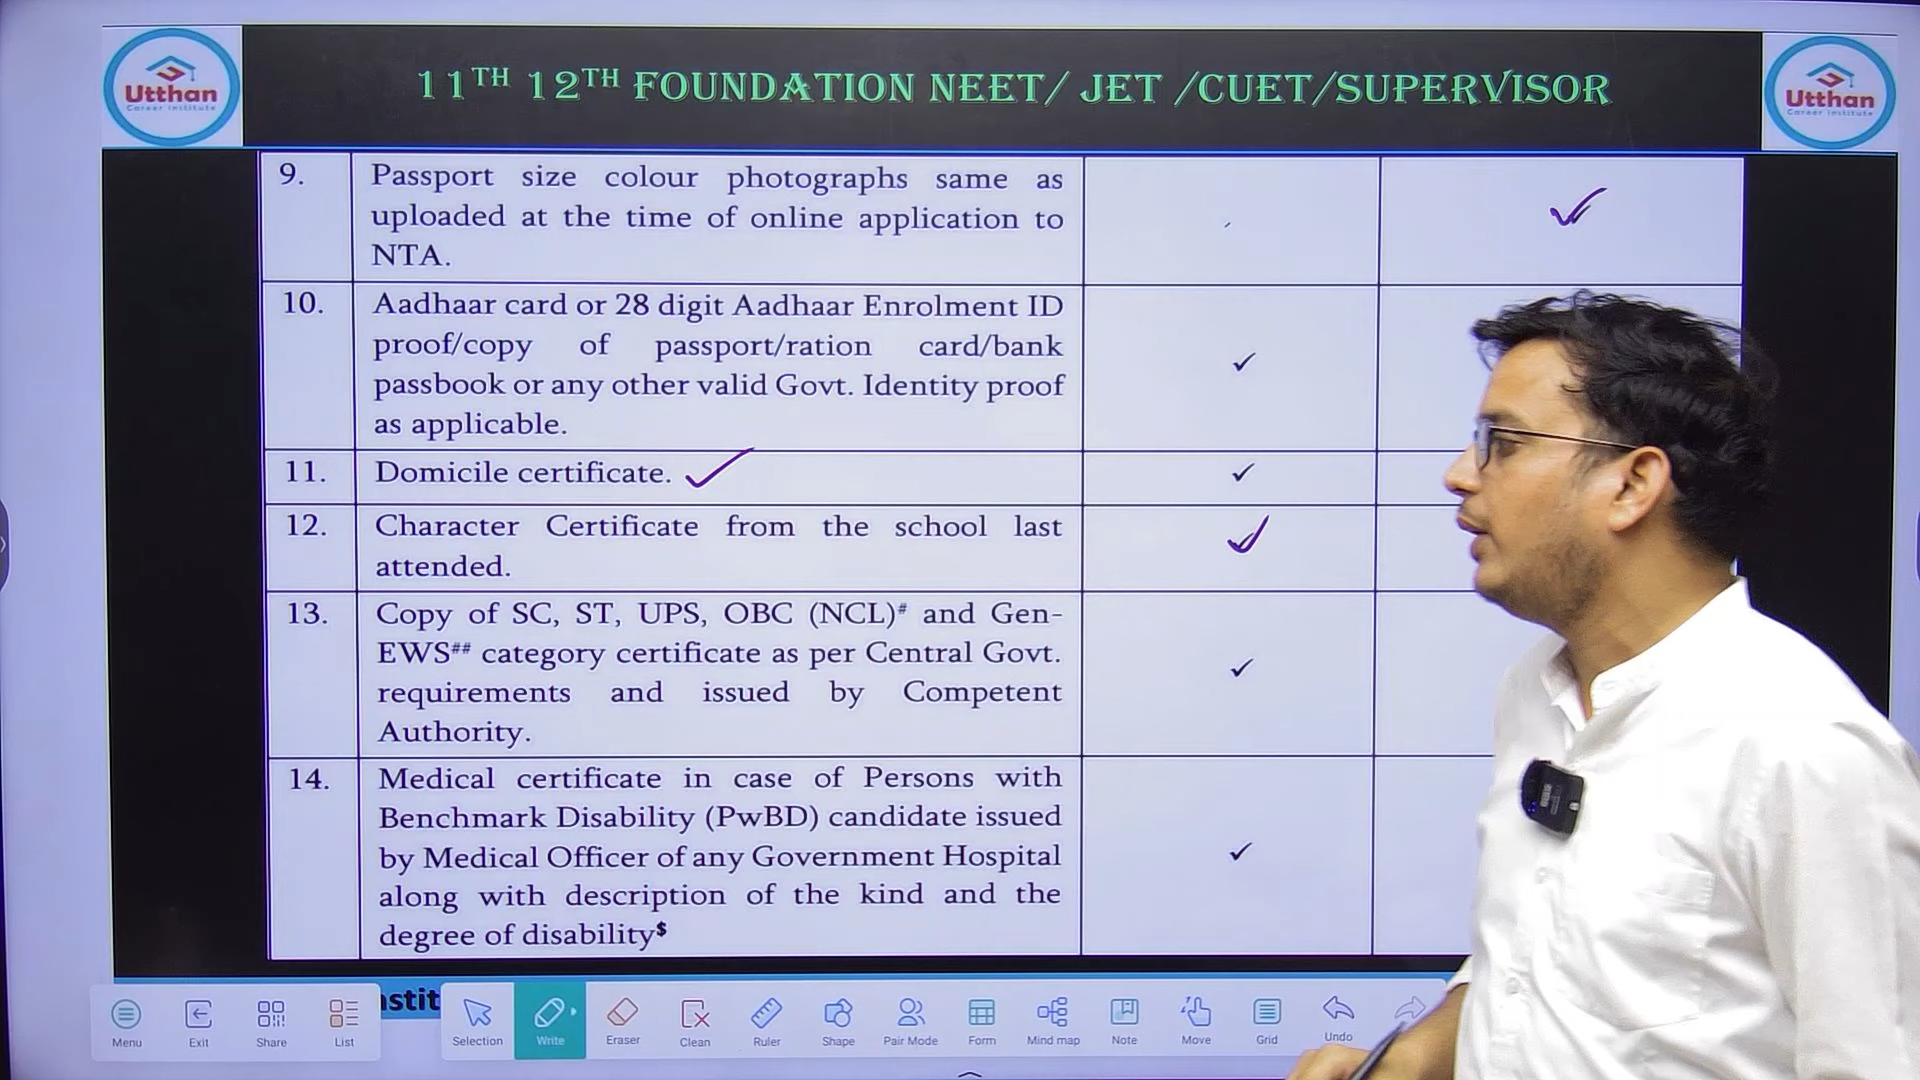 Utthan
Career Institute
11TH 12TH FOUNDATION NEET/ JET /CUET/SUPERVISOR
Utthan
Career Institute
9. Passport size colour photographs same as
uploaded at the time of online application to
NTA.
10. Aadhaar card or 28 digit Aadhaar Enrolment ID
proof/copy of passport/ration card/bank
passbook or any other valid Govt. Identity proof
as applicable.
11. Domicile certificate.
12. Character Certificate from the school last
attended.
13. Copy of SC, ST, UPS, OBC (NCL)# and Gen-
EWS## category certificate as per Central Govt.
requirements and issued by Competent
Authority.
14. Medical certificate in case of Persons with
Benchmark Disability (PwBD) candidate issued
by Medical Officer of any Government Hospital
along with description of the kind and the
degree of disability$
Menu Exit Share List Selection Write Eraser Clean Ruler Shape Pair Mode Form Mind map Note Move Grid Undo